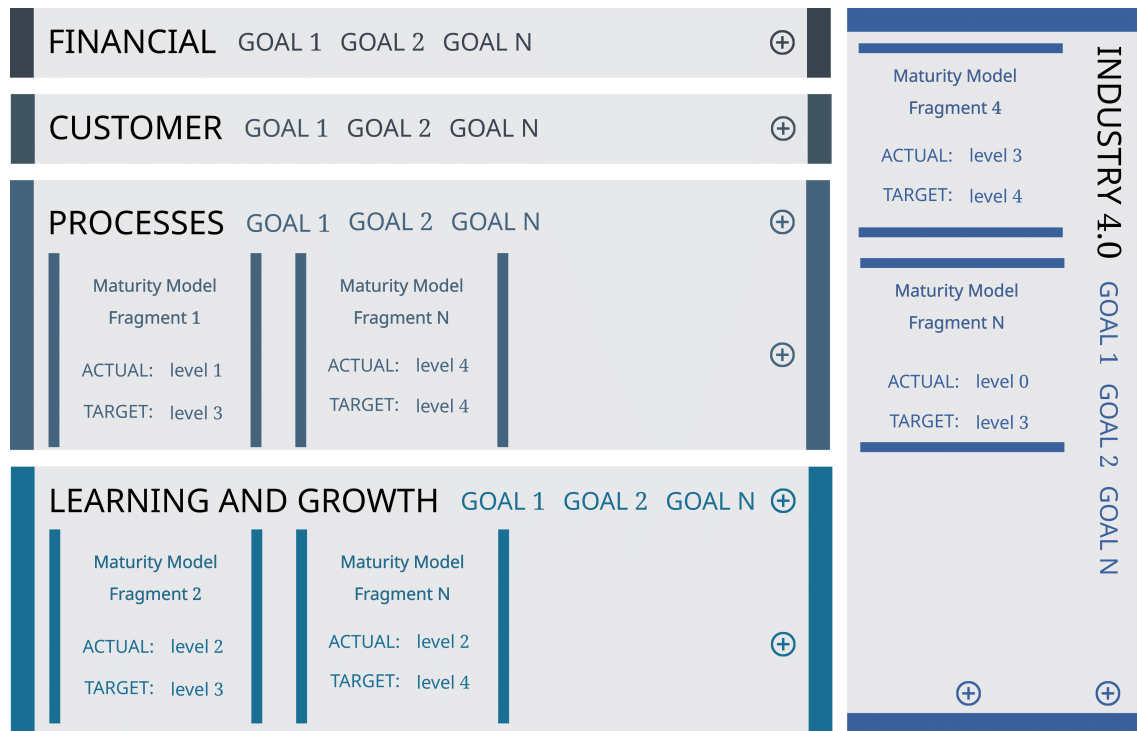 FINANCIAL GOAL 1 GOAL 2 GOAL N
CUSTOMER GOAL 1 GOAL 2 GOAL N
PROCESSES GOAL 1 GOAL 2 GOAL N
Maturity Model
Fragment 1
ACTUAL: level 1
TARGET: level 3
Maturity Model
Fragment N
ACTUAL: level 4
TARGET: level 4
LEARNING AND GROWTH GOAL 1 GOAL 2 GOAL N
Maturity Model
Fragment 2
ACTUAL: level 2
TARGET: level 3
Maturity Model
Fragment N
ACTUAL: level 2
TARGET: level 4
INDUSTRY 4.0 GOAL 1 GOAL 2 GOAL N
Maturity Model
Fragment 4
ACTUAL: level 3
TARGET: level 4
Maturity Model
Fragment N
ACTUAL: level 0
TARGET: level 3